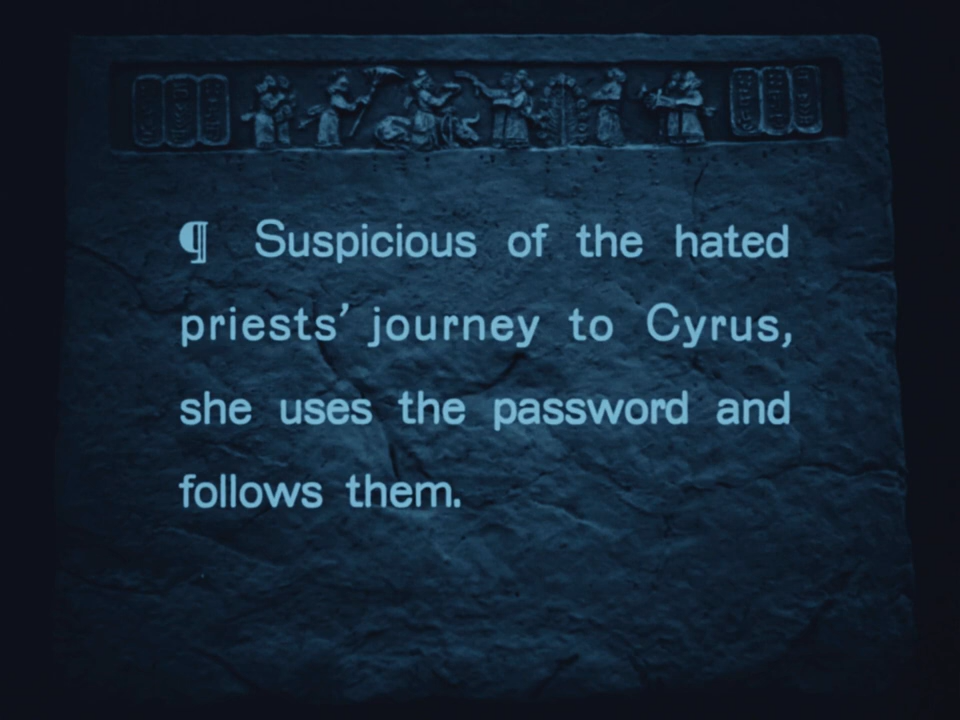 ¶ Suspicious of the hated
priests’ journey to Cyrus,
she uses the password and
follows them.